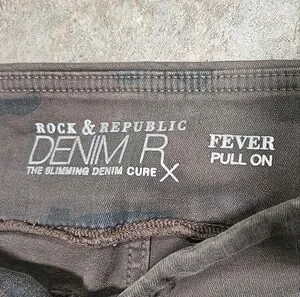 ROCK & REPUBLIC
DENIM Rx
THE SLIMMING DENIM CURE
FEVER
PULL ON